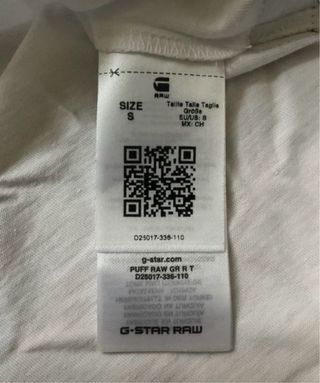 RAW
SIZE
S
Taille Talla Taglia
Größe
EU/US: S
MX: CH
D25017-336-110
g-star.com
PUFF RAW GR R T
D25017-336-110
G-STAR RAW